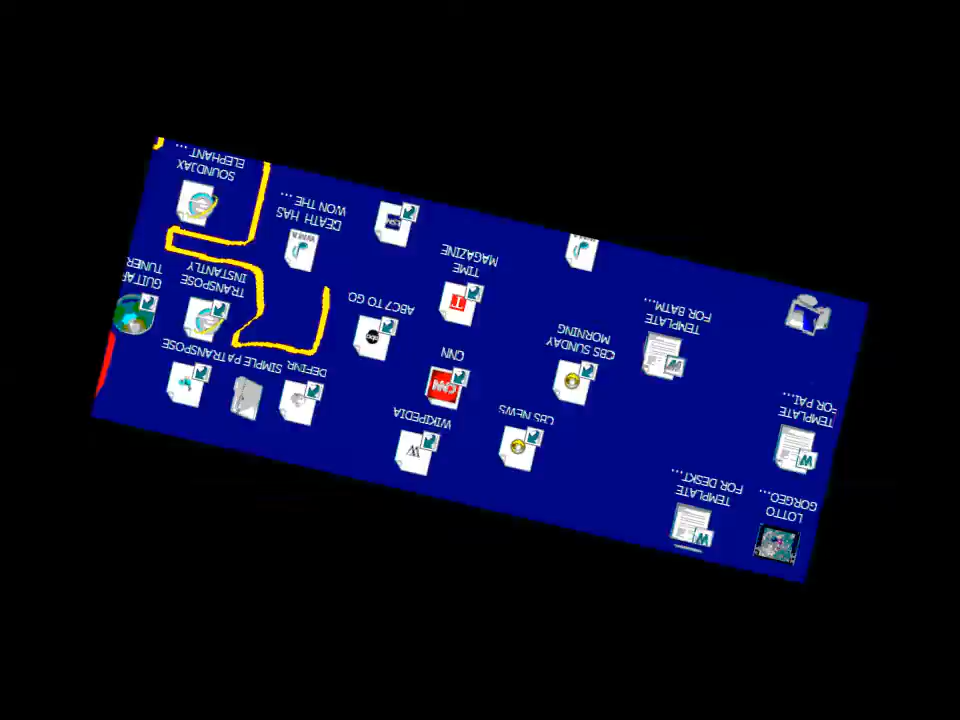 LOTTO
GORGEO...
TEMPLATE
FOR DESKT...
CBS NEWS
WIKIPEDIA
DEFINR
SIMPLE PA
TRANSPOSE
TEMPLATE
FOR PAI...
CBS SUNDAY
MORNING
CNN
ABC7 TO GO
TRANSPOSE
INSTANTLY
GUITAR
TUNER
TEMPLATE
FOR BATM...
TIME
MAGAZINE
DEATH HAS
WON THE ...
SOUNDJAX
ELEPHANT ...